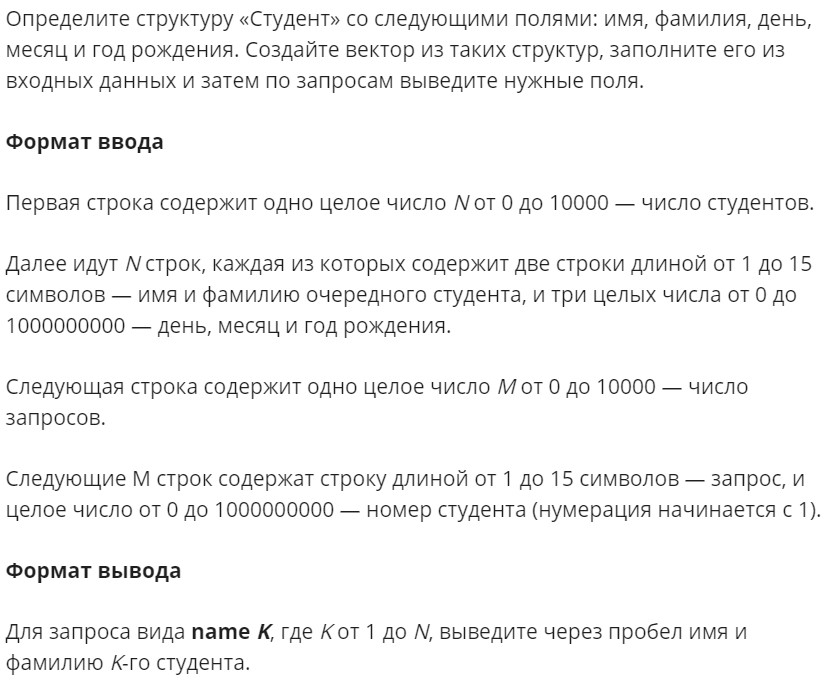 Определите структуру «Студент» со следующими полями: имя, фамилия, день,
месяц и год рождения. Создайте вектор из таких структур, заполните его из
входных данных и затем по запросам выведите нужные поля.
Формат ввода
Первая строка содержит одно целое число N от 0 до 10000 — число студентов.
Далее идут N строк, каждая из которых содержит две строки длиной от 1 до 15
символов — имя и фамилию очередного студента, и три целых числа от 0 до
1000000000 — день, месяц и год рождения.
Следующая строка содержит одно целое число M от 0 до 10000 — число
запросов.
Следующие M строк содержат строку длиной от 1 до 15 символов — запрос, и
целое число от 0 до 1000000000 — номер студента (нумерация начинается с 1).
Формат вывода
Для запроса вида name K, где K от 1 до N, выведите через пробел имя и
фамилию K-го студента.